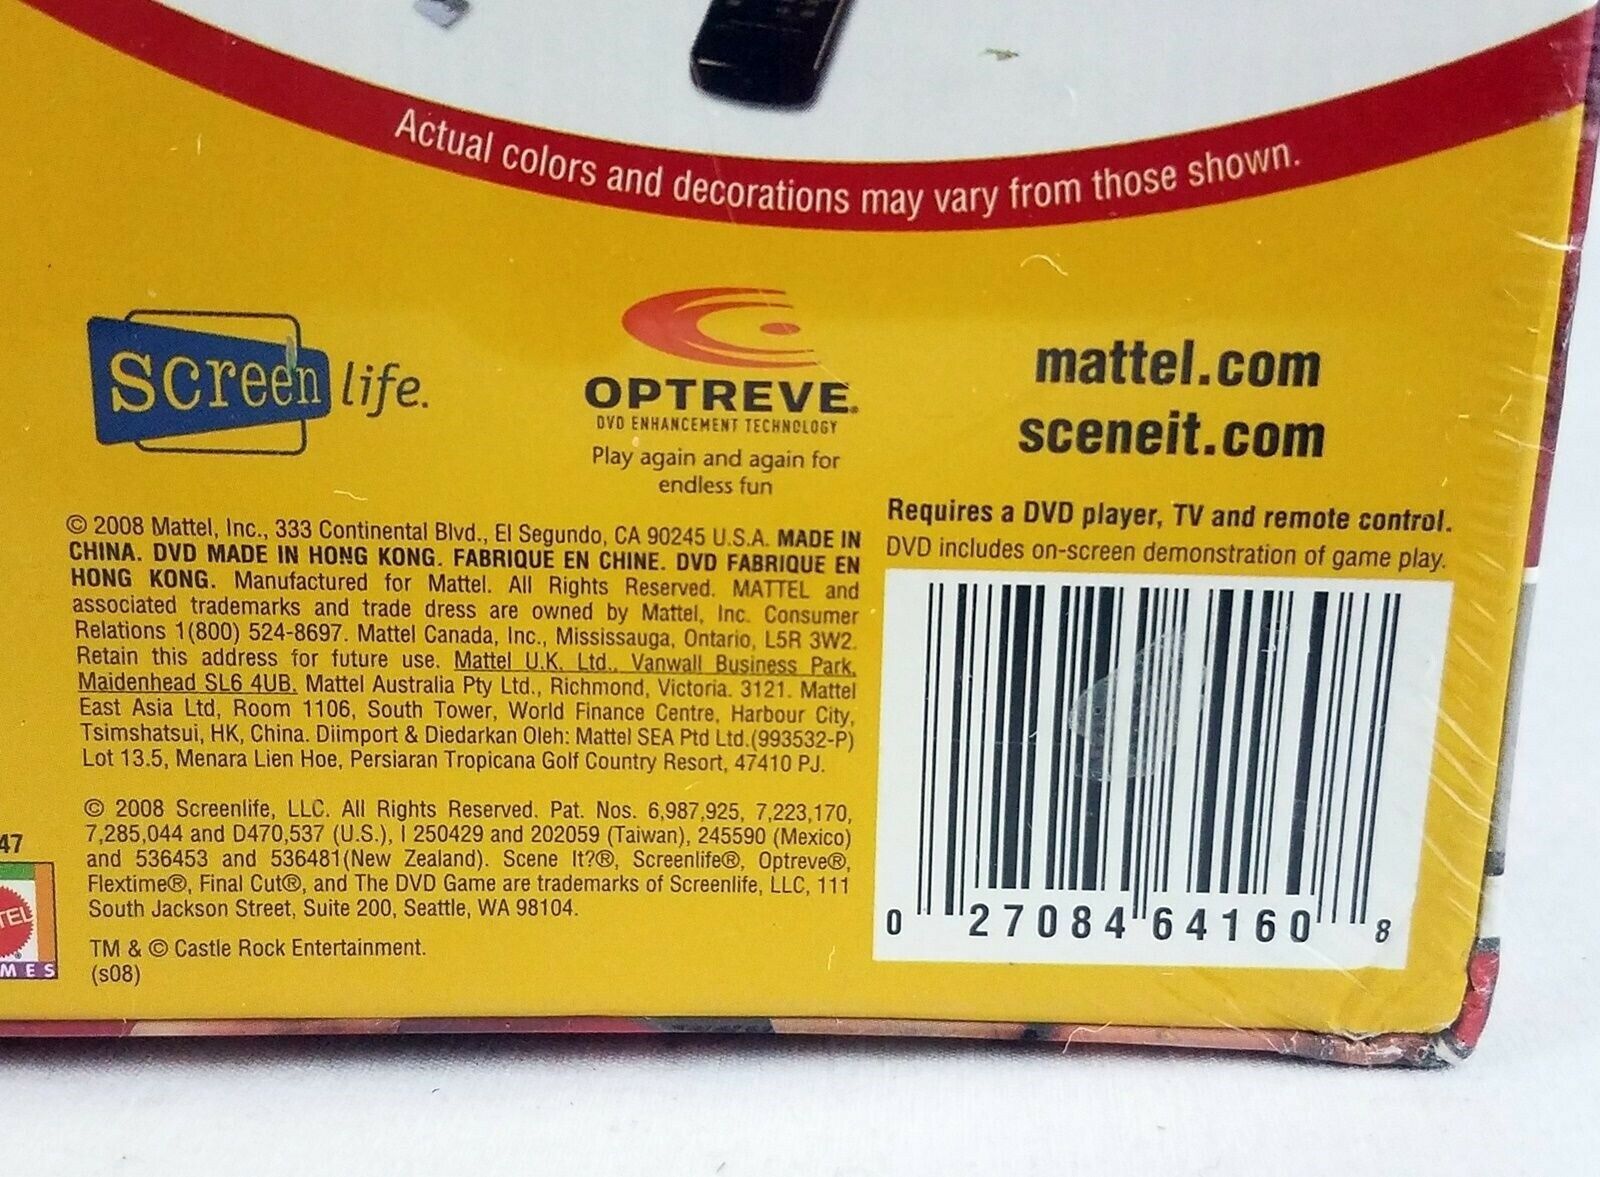 Actual colors and decorations may vary from those shown.
screen life.
OPTREVE®
DVD ENHANCEMENT TECHNOLOGY
Play again and again for
endless fun
mattel.com
sceneit.com
Requires a DVD player, TV and remote control.
DVD includes on-screen demonstration of game play.
© 2008 Mattel, Inc., 333 Continental Blvd., El Segundo, CA 90245 U.S.A. MADE IN
CHINA. DVD MADE IN HONG KONG. FABRIQUE EN CHINE. DVD FABRIQUE EN
HONG KONG. Manufactured for Mattel. All Rights Reserved. MATTEL and
associated trademarks and trade dress are owned by Mattel, Inc. Consumer
Relations 1(800) 524-8697. Mattel Canada, Inc., Mississauga, Ontario, L5R 3W2.
Retain this address for future use. Mattel U.K. Ltd., Vanwall Business Park,
Maidenhead SL6 4UB. Mattel Australia Pty Ltd., Richmond, Victoria. 3121. Mattel
East Asia Ltd, Room 1106, South Tower, World Finance Centre, Harbour City,
Tsimshatsui, HK, China. Diimport & Diedarkan Oleh: Mattel SEA Ptd Ltd.(993532-P)
Lot 13.5, Menara Lien Hoe, Persiaran Tropicana Golf Country Resort, 47410 PJ.
© 2008 Screenlife, LLC. All Rights Reserved. Pat. Nos. 6,987,925, 7,223,170,
7,285,044 and D470,537 (U.S.), I 250429 and 202059 (Taiwan), 245590 (Mexico)
and 536453 and 536481(New Zealand). Scene It?®, Screenlife®, Optreve®,
Flextime®, Final Cut®, and The DVD Game are trademarks of Screenlife, LLC, 111
South Jackson Street, Suite 200, Seattle, WA 98104.
TM & © Castle Rock Entertainment.
(s08)
47
TEL
MES
0 27084 64160 8